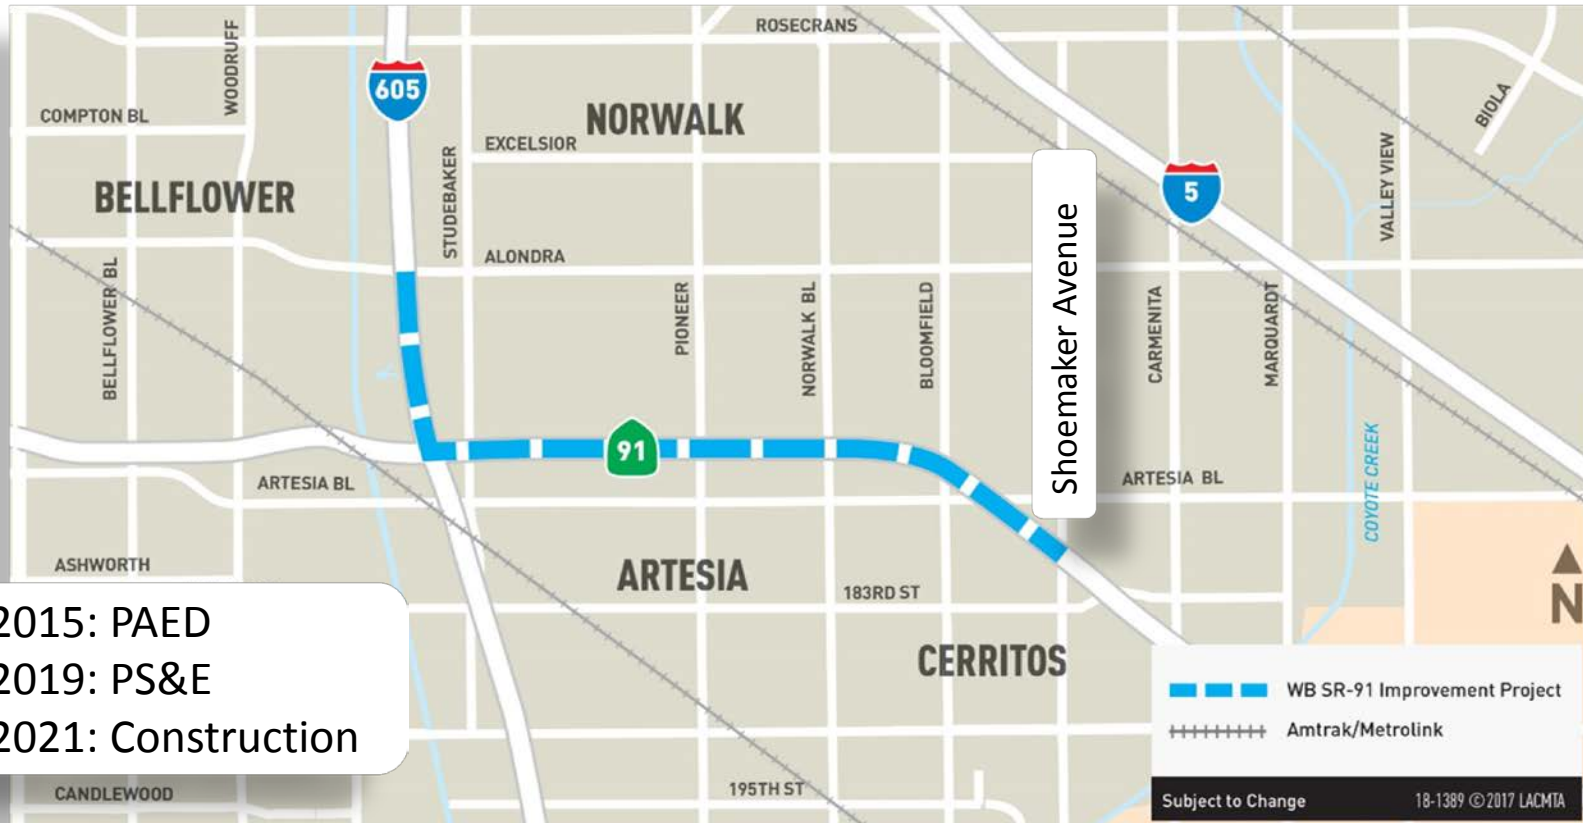 ROSECRANS
WOODRUFF
605
COMPTON BL
NORWALK
BIOLA
EXCELSIOR
STUDEBAKER
VALLEY VIEW
BELLFLOWER
5
Shoemaker Avenue
ALONDRA
BELLFLOWER BL
PIONEER
NORWALK BL
BLOOMFIELD
CARMENITA
MARQUARDT
91
COYOTE CREEK
ARTESIA BL
ARTESIA BL
ASHWORTH
ARTESIA
183RD ST
N
2015: PAED
2019: PS&E
2021: Construction
CERRITOS
WB SR-91 Improvement Project
Amtrak/Metrolink
CANDLEWOOD
195TH ST
Subject to Change
18-1389 © 2017 LACMTA